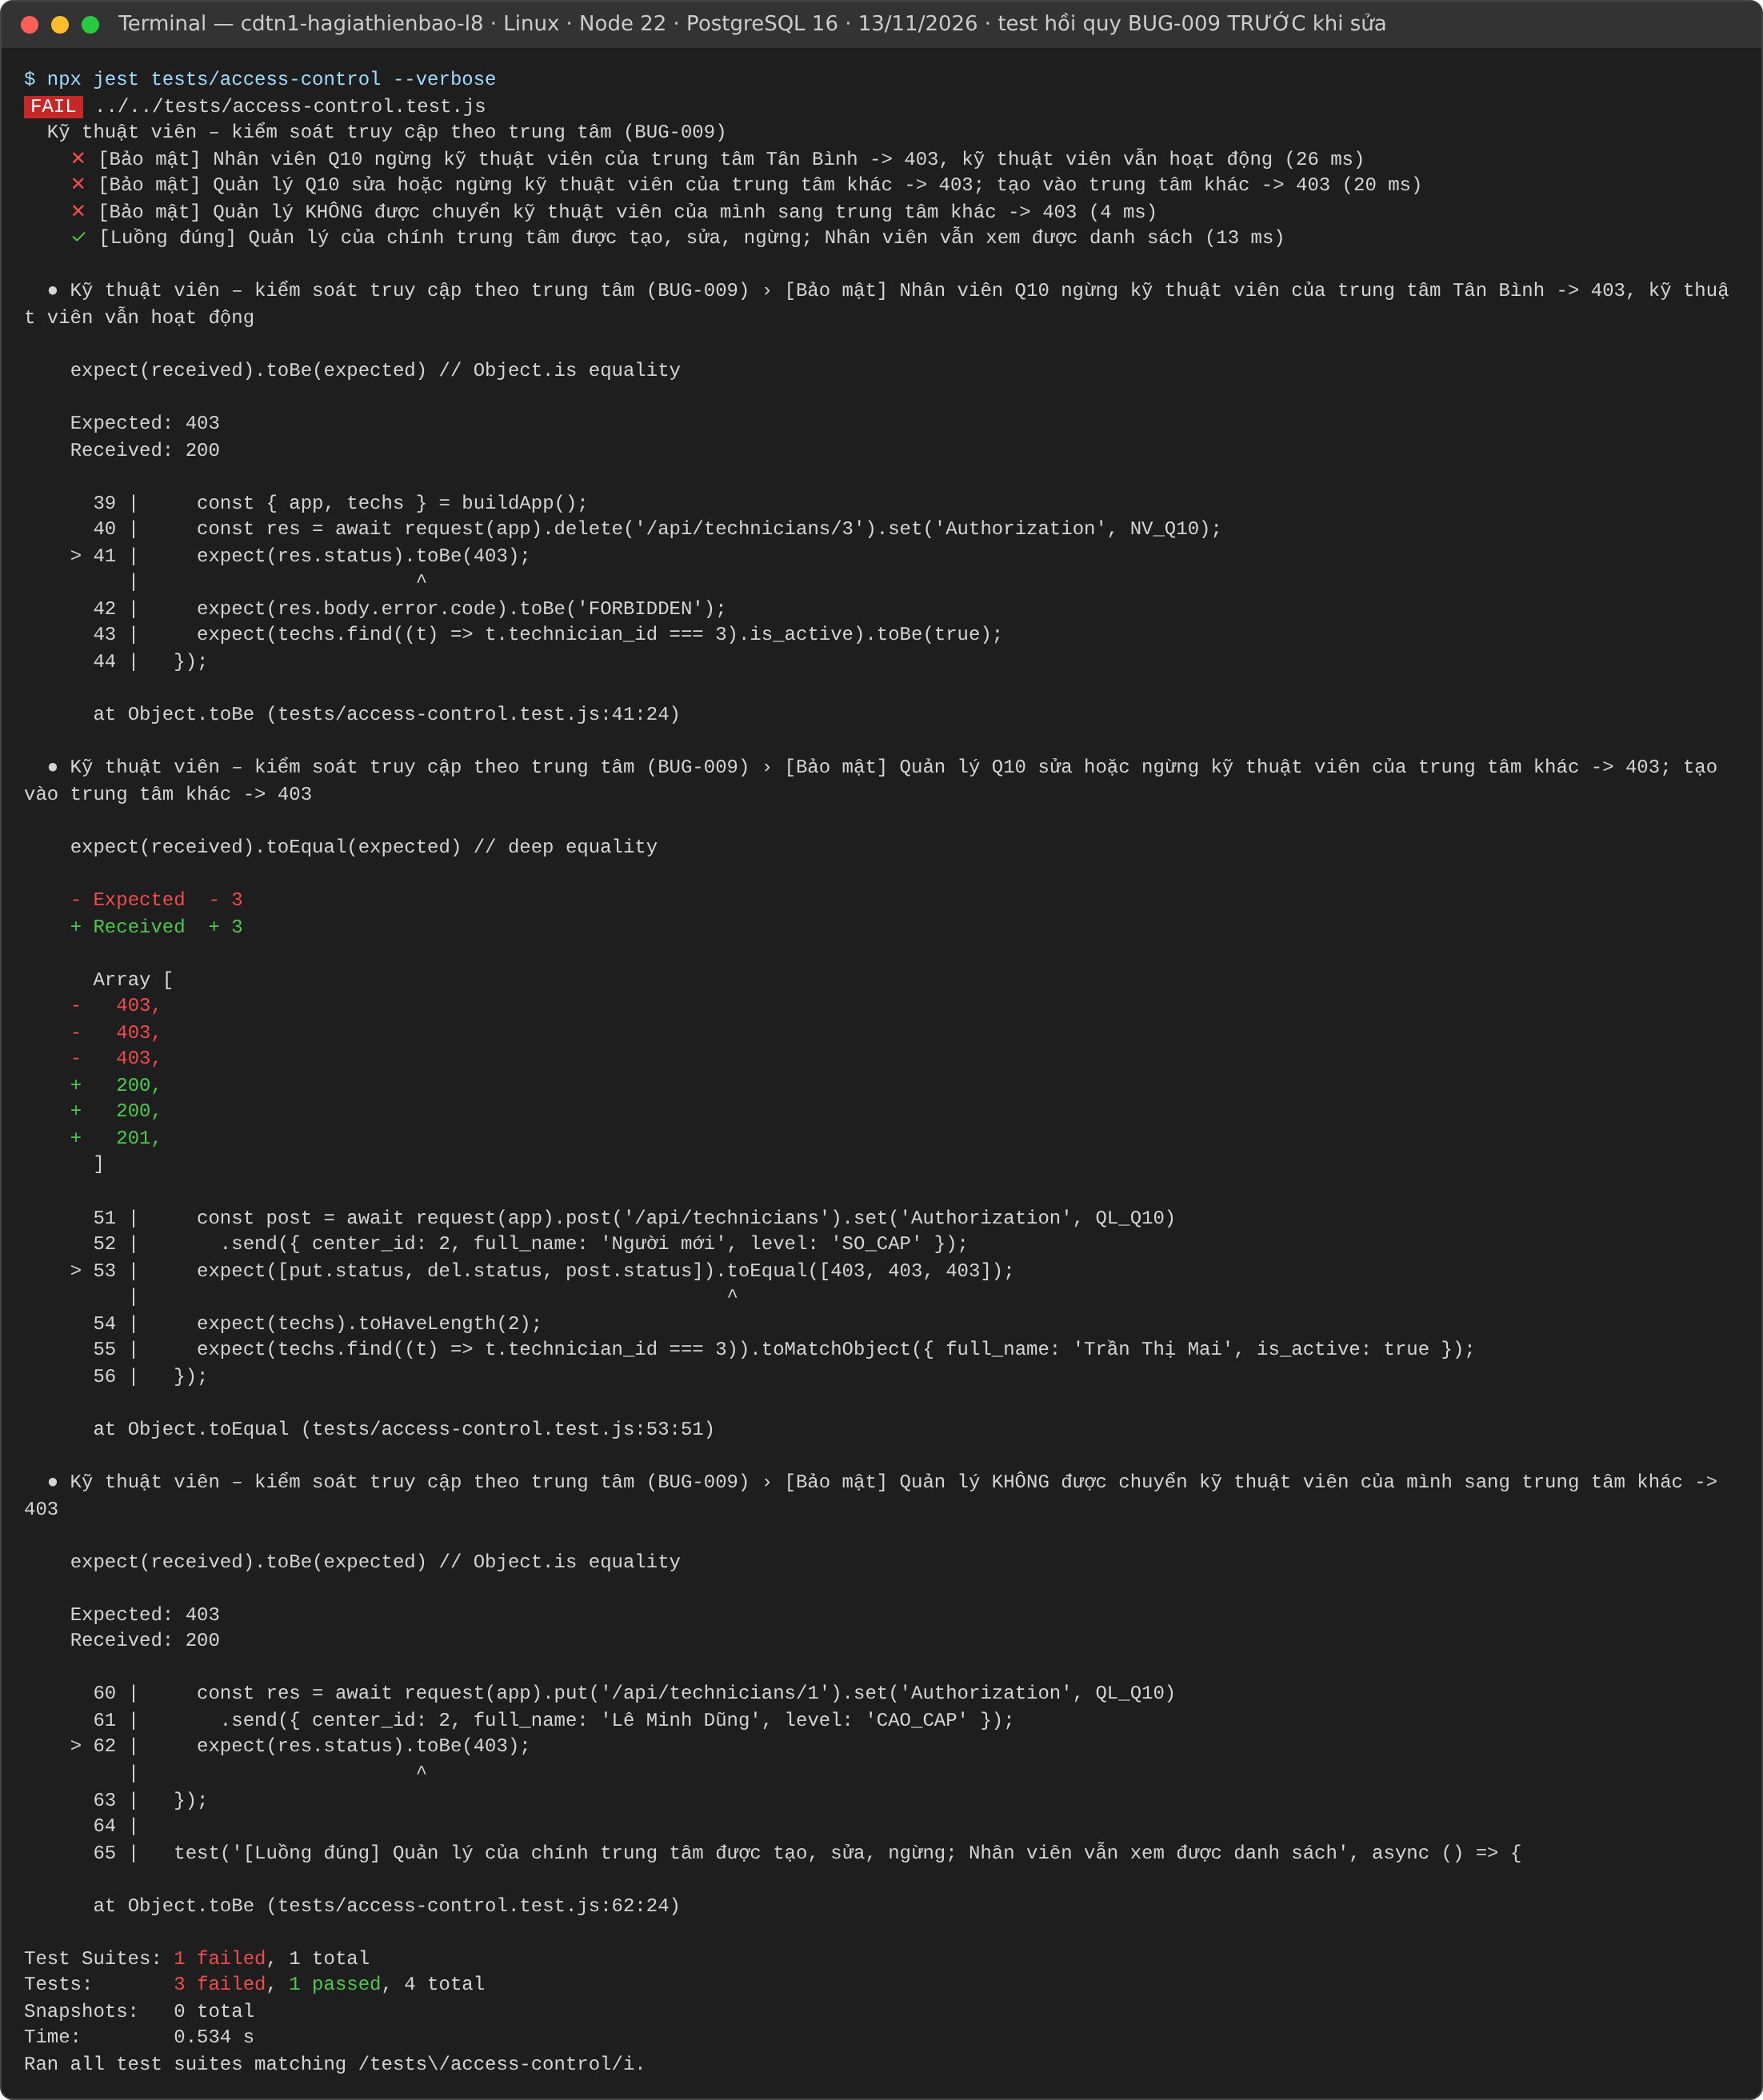 Terminal — cdtn1-hagiathienbao-l8 · Linux · Node 22 · PostgreSQL 16 · 13/11/2026 · test hồi quy BUG-009 TRƯỚC khi sửa
$ npx jest tests/access-control --verbose
FAIL ../../tests/access-control.test.js
  Kỹ thuật viên – kiểm soát truy cập theo trung tâm (BUG-009)
    ✕ [Bảo mật] Nhân viên Q10 ngừng kỹ thuật viên của trung tâm Tân Bình -> 403, kỹ thuật viên vẫn hoạt động (26 ms)
    ✕ [Bảo mật] Quản lý Q10 sửa hoặc ngừng kỹ thuật viên của trung tâm khác -> 403; tạo vào trung tâm khác -> 403 (20 ms)
    ✕ [Bảo mật] Quản lý KHÔNG được chuyển kỹ thuật viên của mình sang trung tâm khác -> 403 (4 ms)
    ✓ [Luồng đúng] Quản lý của chính trung tâm được tạo, sửa, ngừng; Nhân viên vẫn xem được danh sách (13 ms)

  ● Kỹ thuật viên – kiểm soát truy cập theo trung tâm (BUG-009) › [Bảo mật] Nhân viên Q10 ngừng kỹ thuật viên của trung tâm Tân Bình -> 403, kỹ thuậ
t viên vẫn hoạt động

    expect(received).toBe(expected) // Object.is equality

    Expected: 403
    Received: 200

      39 |     const { app, techs } = buildApp();
      40 |     const res = await request(app).delete('/api/technicians/3').set('Authorization', NV_Q10);
    > 41 |     expect(res.status).toBe(403);
         |                        ^
      42 |     expect(res.body.error.code).toBe('FORBIDDEN');
      43 |     expect(techs.find((t) => t.technician_id === 3).is_active).toBe(true);
      44 |   });

      at Object.toBe (tests/access-control.test.js:41:24)

  ● Kỹ thuật viên – kiểm soát truy cập theo trung tâm (BUG-009) › [Bảo mật] Quản lý Q10 sửa hoặc ngừng kỹ thuật viên của trung tâm khác -> 403; tạo
vào trung tâm khác -> 403

    expect(received).toEqual(expected) // deep equality

    - Expected  - 3
    + Received  + 3

      Array [
    -   403,
    -   403,
    -   403,
    +   200,
    +   200,
    +   201,
      ]

      51 |     const post = await request(app).post('/api/technicians').set('Authorization', QL_Q10)
      52 |       .send({ center_id: 2, full_name: 'Người mới', level: 'SO_CAP' });
    > 53 |     expect([put.status, del.status, post.status]).toEqual([403, 403, 403]);
         |                                                   ^
      54 |     expect(techs).toHaveLength(2);
      55 |     expect(techs.find((t) => t.technician_id === 3)).toMatchObject({ full_name: 'Trần Thị Mai', is_active: true });
      56 |   });

      at Object.toEqual (tests/access-control.test.js:53:51)

  ● Kỹ thuật viên – kiểm soát truy cập theo trung tâm (BUG-009) › [Bảo mật] Quản lý KHÔNG được chuyển kỹ thuật viên của mình sang trung tâm khác ->
403

    expect(received).toBe(expected) // Object.is equality

    Expected: 403
    Received: 200

      60 |     const res = await request(app).put('/api/technicians/1').set('Authorization', QL_Q10)
      61 |       .send({ center_id: 2, full_name: 'Lê Minh Dũng', level: 'CAO_CAP' });
    > 62 |     expect(res.status).toBe(403);
         |                        ^
      63 |   });
      64 |
      65 |   test('[Luồng đúng] Quản lý của chính trung tâm được tạo, sửa, ngừng; Nhân viên vẫn xem được danh sách', async () => {

      at Object.toBe (tests/access-control.test.js:62:24)

Test Suites: 1 failed, 1 total
Tests:       3 failed, 1 passed, 4 total
Snapshots:   0 total
Time:        0.534 s
Ran all test suites matching /tests\/access-control/i.